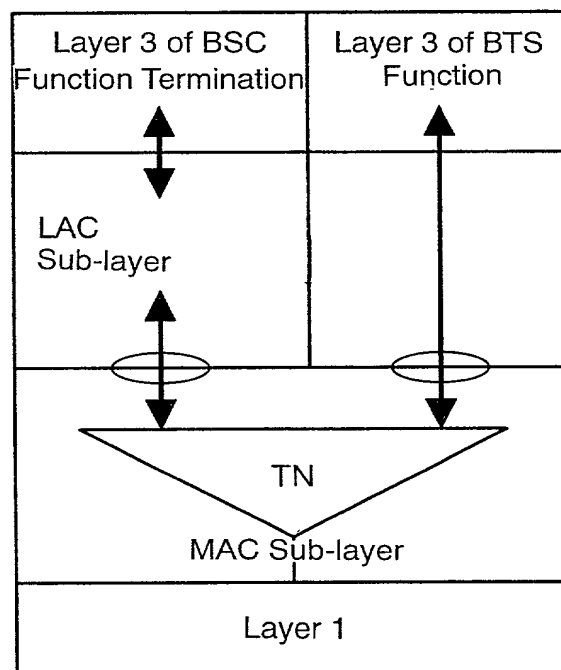 Layer 3 of BSC
Function Termination
Layer 3 of BTS
Function
LAC
Sub-layer
TN
MAC Sub-layer
Layer 1